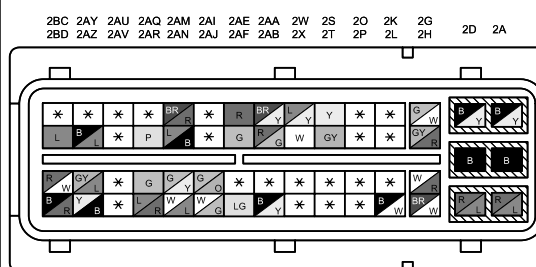 2BC 2AY 2AU 2AQ 2AM 2AI 2AE 2AA 2W 2S 2O 2K 2G
2BD 2AZ 2AV 2AR 2AN 2AJ 2AF 2AB 2X 2T 2P 2L 2H 2D 2A
* * * * BR R * R BR Y L Y Y * * G W B Y B Y
L B L * P L B * G R G W GY * * GY R
B B
R W GY L * G G Y G O * * * * * * W R
B R Y B * L R W L W G LG B Y * * * B W BR W R L R L